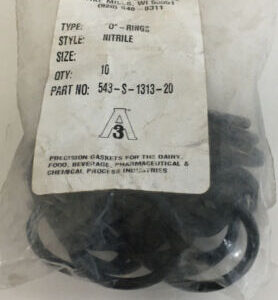 MILLS, WI
TYPE: "O"-RINGS
STYLE: NITRILE
SIZE:
QTY: 10
PART NO: 543-S-1313-20
A
3
PRECISION GASKETS FOR THE DAIRY,
FOOD, BEVERAGE, PHARMACEUTICAL &
CHEMICAL PROCESS INDUSTRIES.